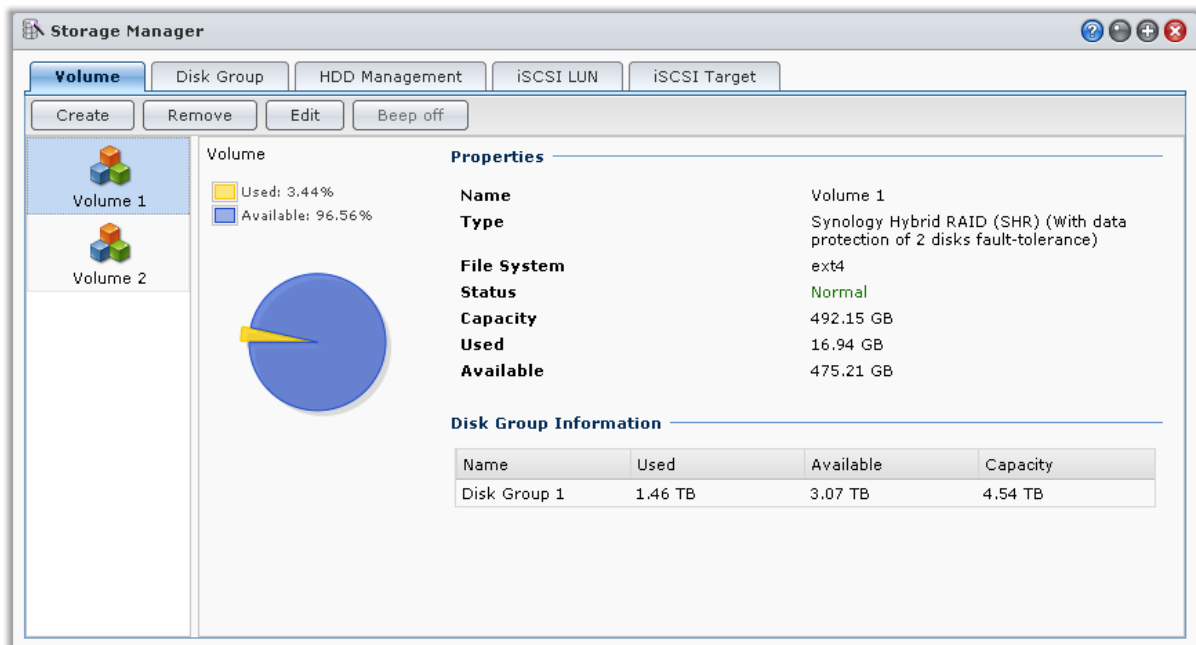 Storage Manager
Volume Disk Group HDD Management iSCSI LUN iSCSI Target
Create Remove Edit Beep off
Volume 1
Volume 2
Volume
Used: 3.44%
Available: 96.56%
Properties
Name Volume 1
Type Synology Hybrid RAID (SHR) (With data
protection of 2 disks fault-tolerance)
File System ext4
Status Normal
Capacity 492.15 GB
Used 16.94 GB
Available 475.21 GB
Disk Group Information
Name Used Available Capacity
Disk Group 1 1.46 TB 3.07 TB 4.54 TB